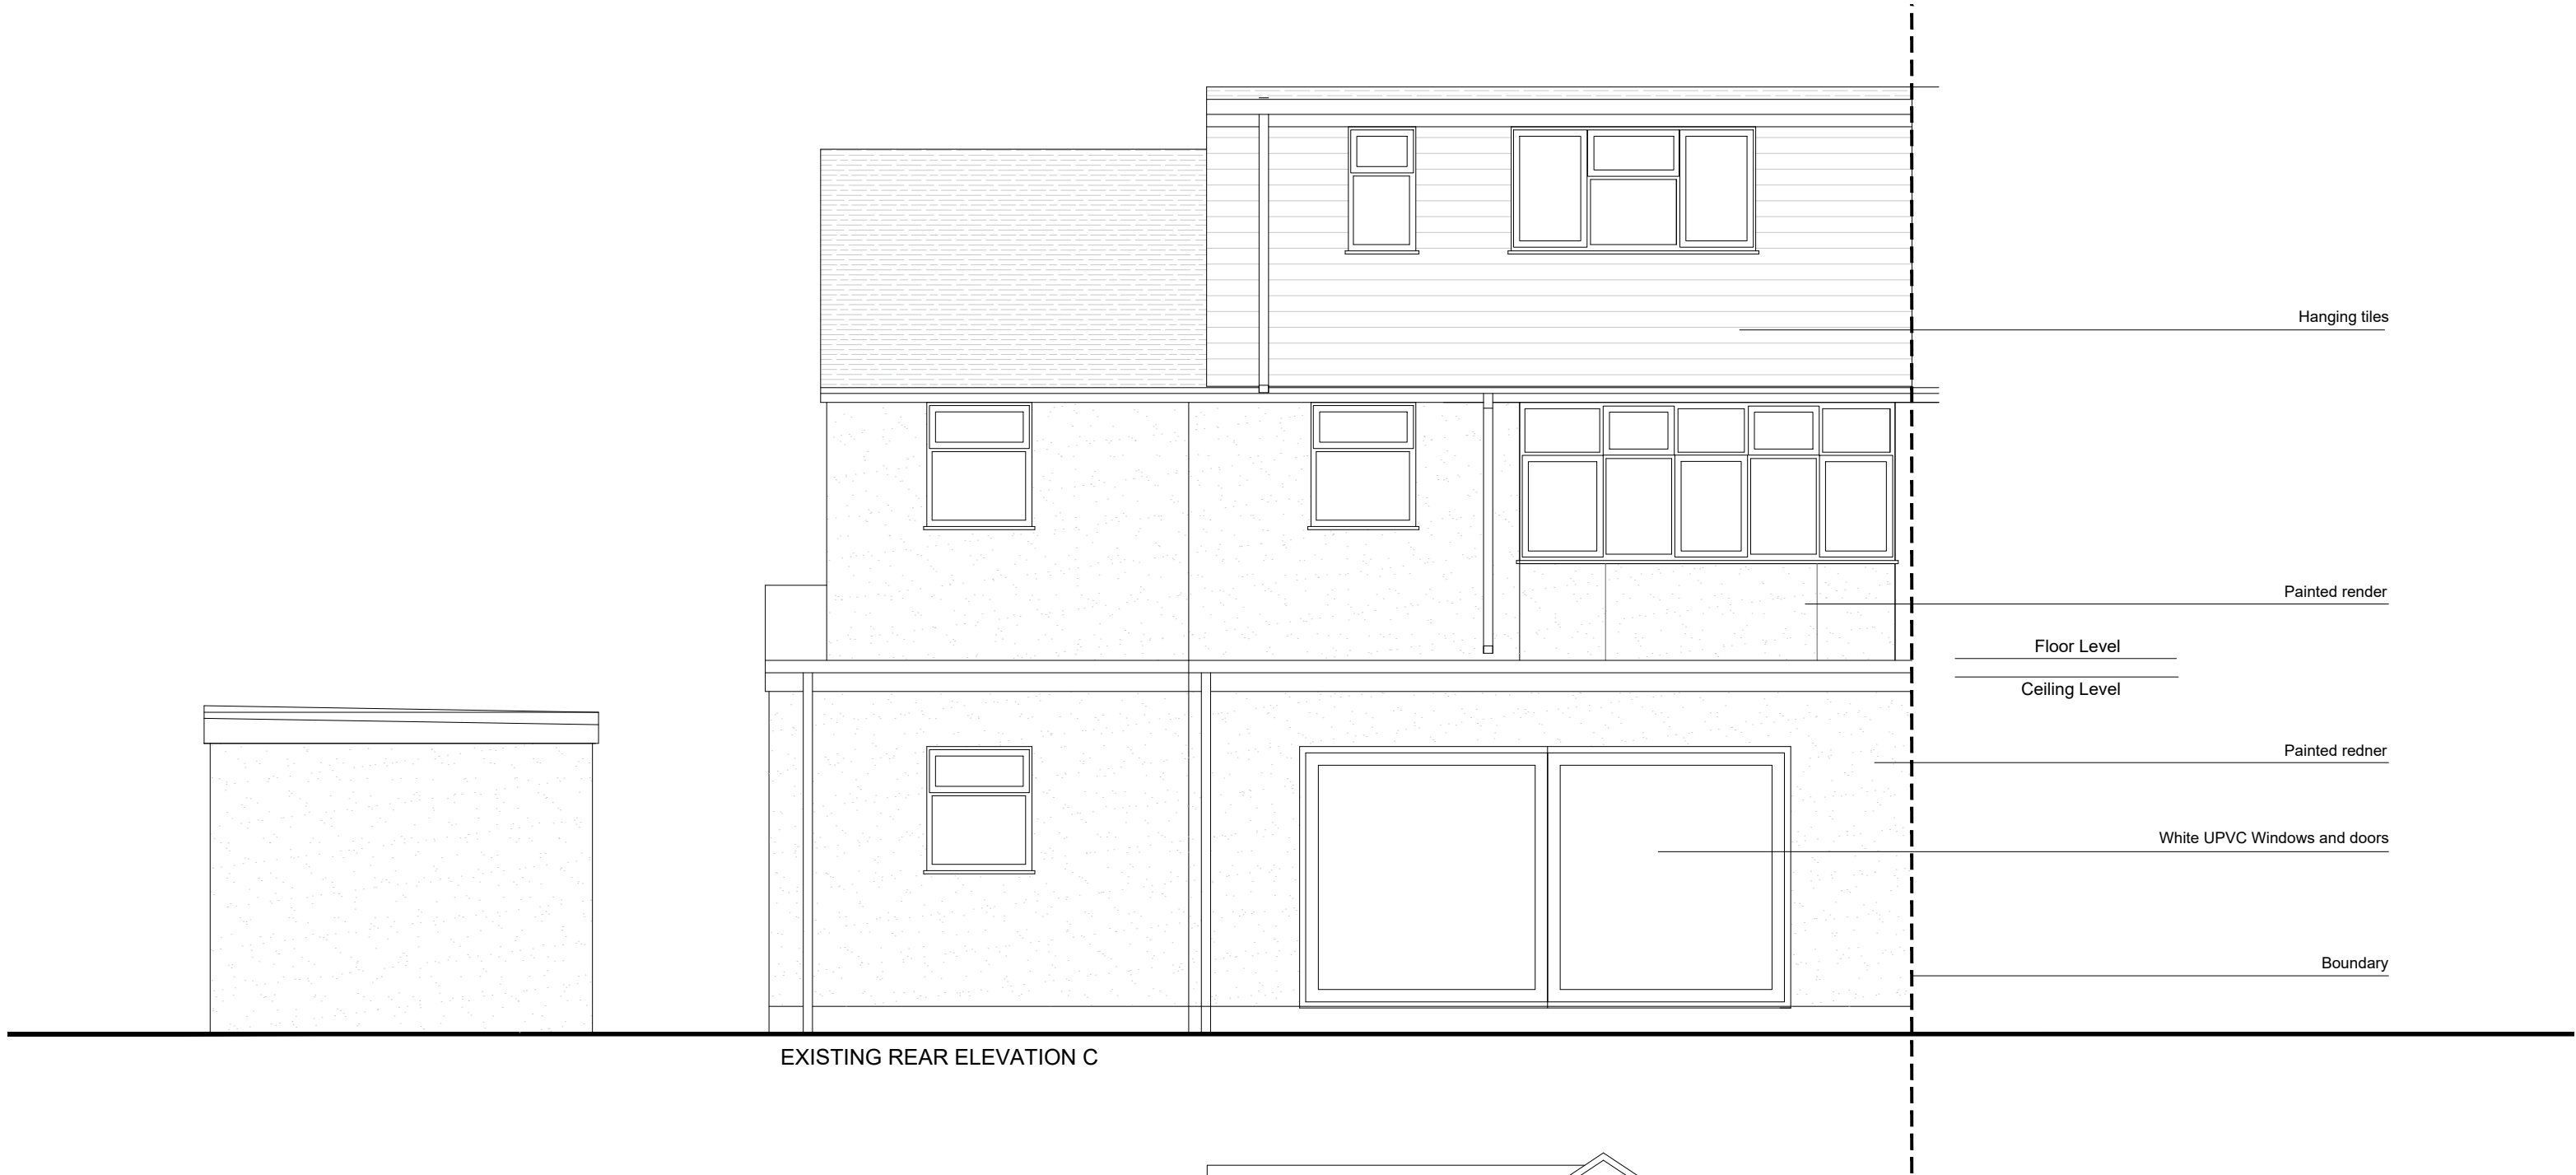 Hanging tiles
Painted render
Floor Level
Ceiling Level
Painted redner
White UPVC Windows and doors
Boundary
EXISTING REAR ELEVATION C